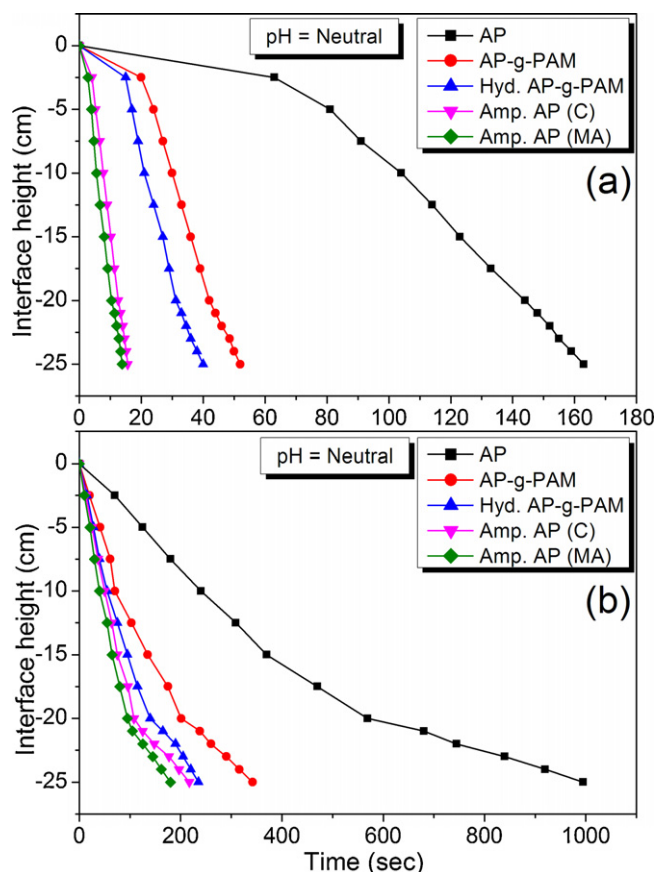 pH = Neutral
AP
AP-g-PAM
Hyd. AP-g-PAM
Amp. AP (C)
Amp. AP (MA)
(a)
Interface height (cm)
0
-5
-10
-15
-20
-25
0 20 40 60 80 100 120 140 160 180
pH = Neutral
AP
AP-g-PAM
Hyd. AP-g-PAM
Amp. AP (C)
Amp. AP (MA)
(b)
Interface height (cm)
0
-5
-10
-15
-20
-25
0 200 400 600 800 1000
Time (sec)